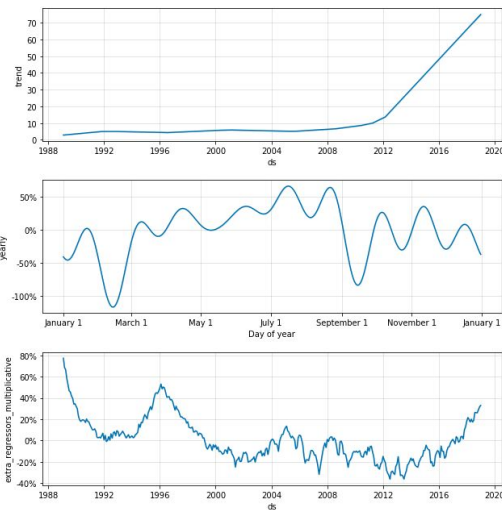 70
60
50
40
30
20
10
0
trend
1988 1992 1996 2000 2004 2008 2012 2016 2020
ds
50%
0%
-50%
-100%
yearly
January 1 March 1 May 1 July 1 September 1 November 1 January 1
Day of year
80%
60%
40%
20%
0%
-20%
-40%
extra_regressors_multiplicative
1988 1992 1996 2000 2004 2008 2012 2016 2020
ds